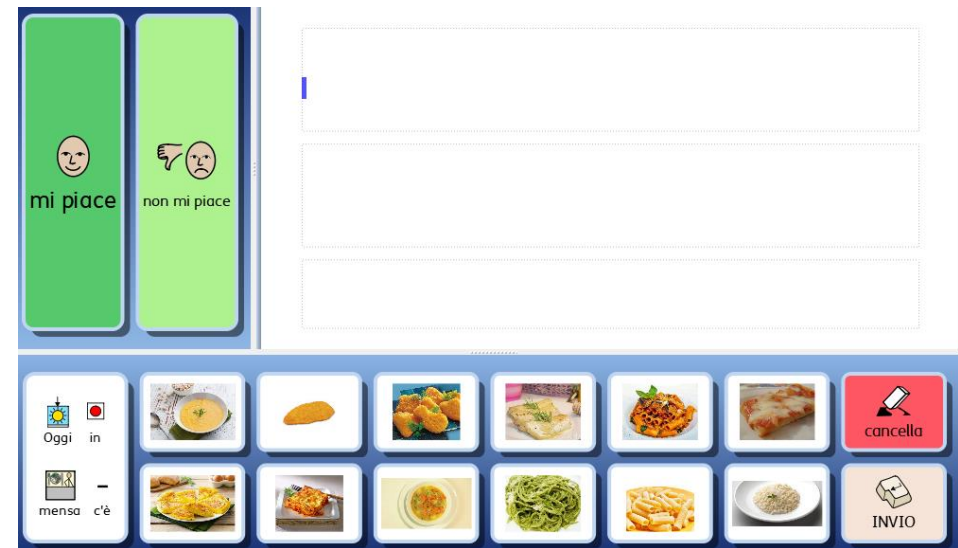 mi piace
non mi piace
Oggi in
mensa c'è
cancella
INVIO